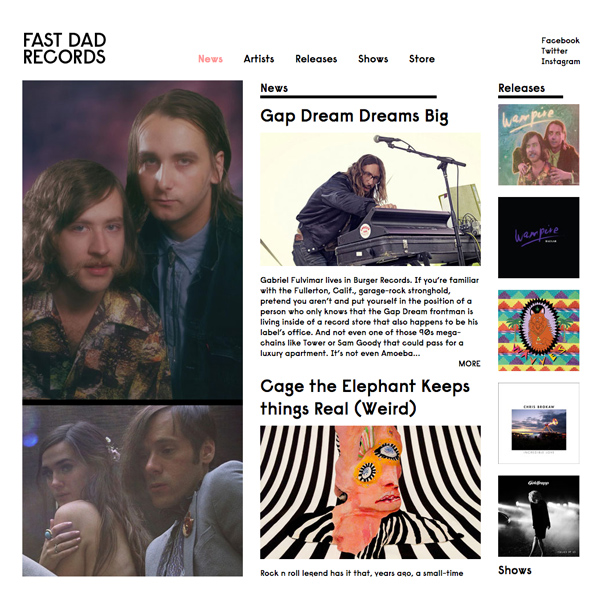 FAST DAD
RECORDS
News Artists Releases Shows Store
Facebook
Twitter
Instagram
News
Gap Dream Dreams Big
Gabriel Fulvimar lives in Burger Records. If you're familiar
with the Fullerton, Calif., garage-rock stronghold,
pretend you aren't and put yourself in the position of a
person who only knows that the Gap Dream frontman is
living inside of a record store that also happens to be his
label's office. And not even one of those 90s mega-
chains like Tower or Sam Goody that could pass for a
luxury apartment. It's not even Amoeba...
MORE
Cage the Elephant Keeps
things Real (Weird)
Rock n roll legend has it that, years ago, a small-time
Releases
Wampire
Wampire
CHRIS BROKAW
Goldfrapp
Shows